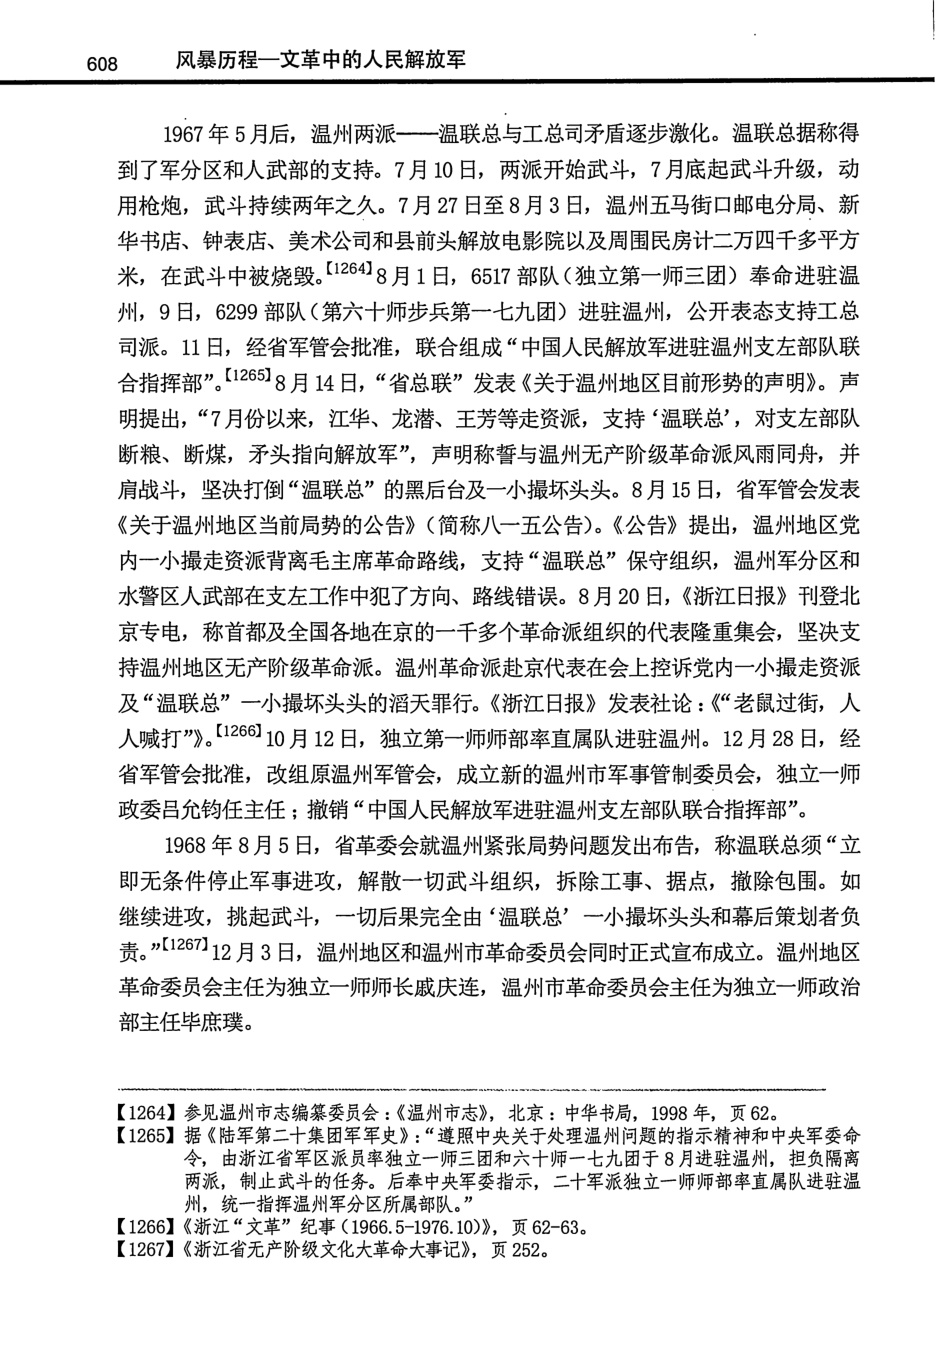 608 风暴历程—文革中的人民解放军
1967 年 5 月后，温州两派——温联总与工总司矛盾逐步激化。温联总据称得
到了军分区和人武部的支持。7 月 10 日，两派开始武斗，7 月底起武斗升级，动
用枪炮，武斗持续两年之久。7 月 27 日至 8 月 3 日，温州五马街口邮电分局、新
华书店、钟表店、美术公司和县前头解放电影院以及周围民房计二万四千多平方
米，在武斗中被烧毁。【1264】8 月 1 日，6517 部队（独立第一师三团）奉命进驻温
州，9 日，6299 部队（第六十师步兵第一七九团）进驻温州，公开表态支持工总
司派。11 日，经省军管会批准，联合组成“中国人民解放军进驻温州支左部队联
合指挥部”。【1265】8 月 14 日，“省总联”发表《关于温州地区目前形势的声明》。声
明提出，“7 月份以来，江华、龙潜、王芳等走资派，支持‘温联总’，对支左部队
断粮、断煤，矛头指向解放军”，声明称誓与温州无产阶级革命派风雨同舟，并
肩战斗，坚决打倒“温联总”的黑后台及一小撮坏头头。8 月 15 日，省军管会发表
《关于温州地区当前局势的公告》（简称八一五公告）。《公告》提出，温州地区党
内一小撮走资派背离毛主席革命路线，支持“温联总”保守组织，温州军分区和
水警区人武部在支左工作中犯了方向、路线错误。8 月 20 日，《浙江日报》刊登北
京专电，称首都及全国各地在京的一千多个革命派组织的代表隆重集会，坚决支
持温州地区无产阶级革命派。温州革命派赴京代表在会上控诉党内一小撮走资派
及“温联总”一小撮坏头头的滔天罪行。《浙江日报》发表社论：《“老鼠过街，人
人喊打”》。【1266】10 月 12 日，独立第一师师部率直属队进驻温州。12 月 28 日，经
省军管会批准，改组原温州军管会，成立新的温州市军事管制委员会，独立一师
政委吕允钧任主任；撤销“中国人民解放军进驻温州支左部队联合指挥部”。
1968 年 8 月 5 日，省革委会就温州紧张局势问题发出布告，称温联总须“立
即无条件停止军事进攻，解散一切武斗组织，拆除工事、据点，撤除包围。如
继续进攻，挑起武斗，一切后果完全由‘温联总’一小撮坏头头和幕后策划者负
责。”【1267】12 月 3 日，温州地区和温州市革命委员会同时正式宣布成立。温州地区
革命委员会主任为独立一师师长戚庆连，温州市革命委员会主任为独立一师政治
部主任毕庶璞。
【1264】参见温州市志编纂委员会：《温州市志》，北京：中华书局，1998 年，页 62。
【1265】据《陆军第二十集团军军史》：“遵照中央关于处理温州问题的指示精神和中央军委命
令，由浙江省军区派员率独立一师三团和六十师一七九团于 8 月进驻温州，担负隔离
两派，制止武斗的任务。后奉中央军委指示，二十军派独立一师师部率直属队进驻温
州，统一指挥温州军分区所属部队。”
【1266】《浙江“文革”纪事（1966.5-1976.10）》，页 62-63。
【1267】《浙江省无产阶级文化大革命大事记》，页 252。